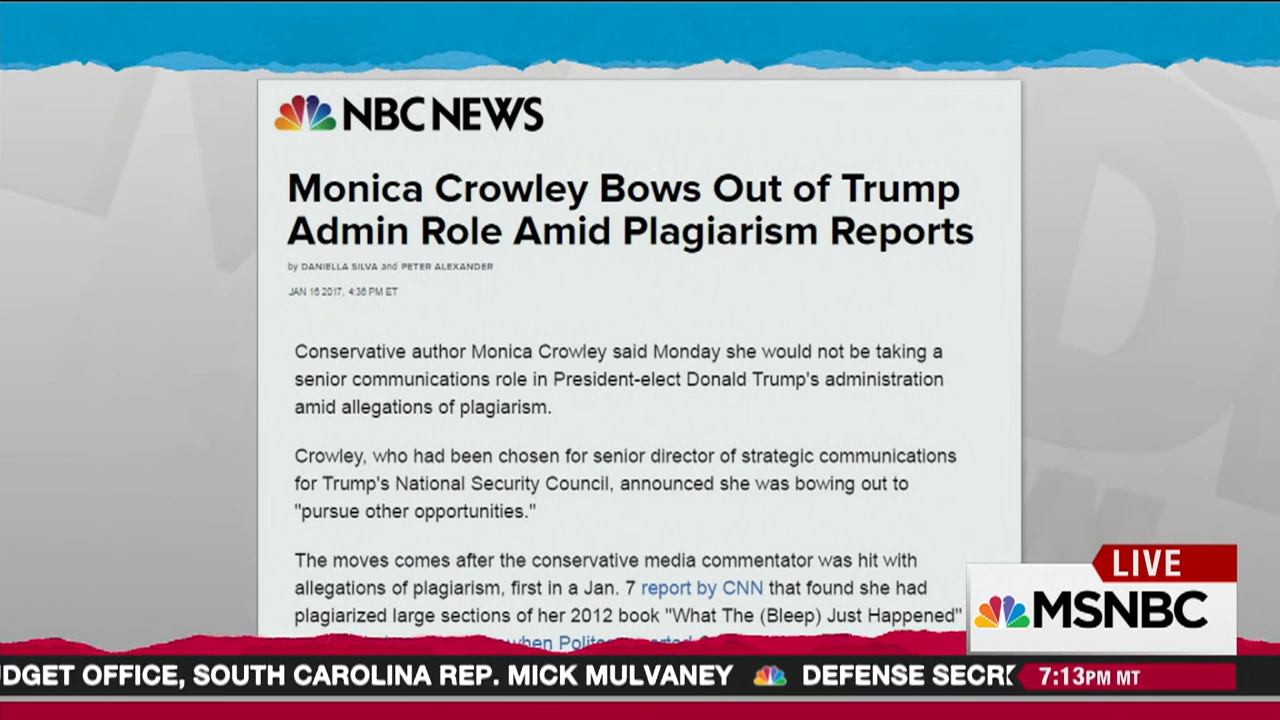 NBC NEWS
Monica Crowley Bows Out of Trump
Admin Role Amid Plagiarism Reports
by DANIELLA SILVA and PETER ALEXANDER
JAN 16 2017, 4:36 PM ET
Conservative author Monica Crowley said Monday she would not be taking a
senior communications role in President-elect Donald Trump's administration
amid allegations of plagiarism.
Crowley, who had been chosen for senior director of strategic communications
for Trump's National Security Council, announced she was bowing out to
"pursue other opportunities."
The moves comes after the conservative media commentator was hit with
allegations of plagiarism, first in a Jan. 7 report by CNN that found she had
plagiarized large sections of her 2012 book "What The (Bleep) Just Happened"
LIVE
MSNBC
DGET OFFICE, SOUTH CAROLINA REP. MICK MULVANEY DEFENSE SECR
7:13PM MT